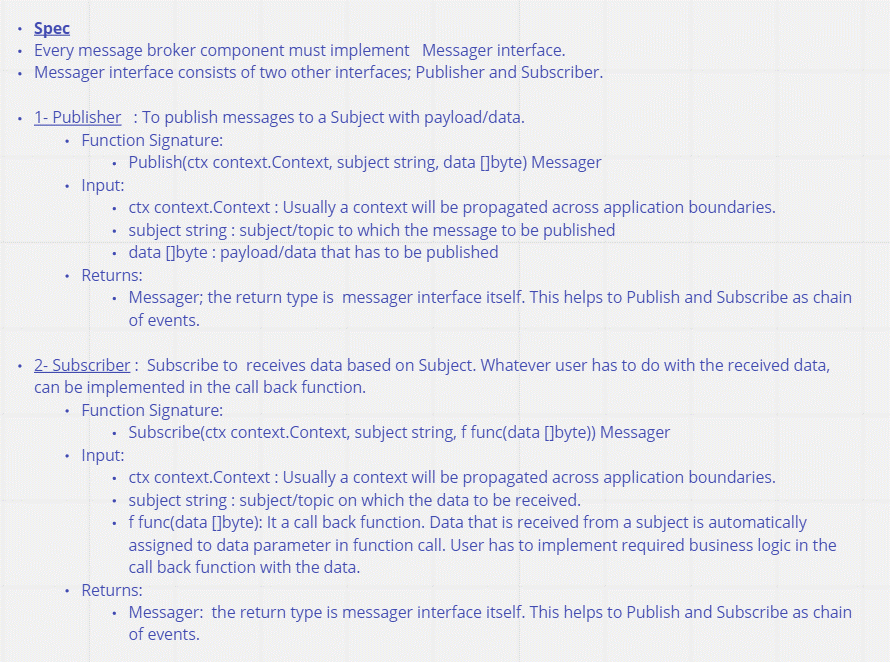 Spec
Every message broker component must implement Messager interface.
Messager interface consists of two other interfaces; Publisher and Subscriber.
1- Publisher : To publish messages to a Subject with payload/data.
Function Signature:
Publish(ctx context.Context, subject string, data []byte) Messager
Input:
ctx context.Context : Usually a context will be propagated across application boundaries.
subject string : subject/topic to which the message to be published
data []byte : payload/data that has to be published
Returns:
Messager; the return type is messager interface itself. This helps to Publish and Subscribe as chain
of events.
2- Subscriber : Subscribe to receives data based on Subject. Whatever user has to do with the received data,
can be implemented in the call back function.
Function Signature:
Subscribe(ctx context.Context, subject string, f func(data []byte)) Messager
Input:
ctx context.Context : Usually a context will be propagated across application boundaries.
subject string : subject/topic on which the data to be received.
f func(data []byte): It a call back function. Data that is received from a subject is automatically
assigned to data parameter in function call. User has to implement required business logic in the
call back function with the data.
Returns:
Messager: the return type is messager interface itself. This helps to Publish and Subscribe as chain
of events.